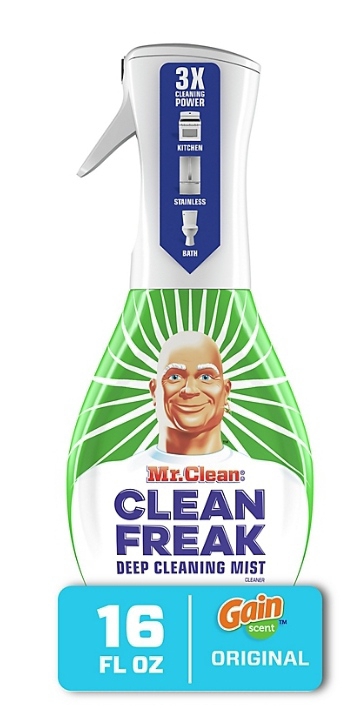 3X
CLEANING
POWER
KITCHEN
STAINLESS
BATH
Mr.Clean
CLEAN
FREAK
DEEP CLEANING MIST
CLEANER
16
FL OZ
Gain
scent™
ORIGINAL